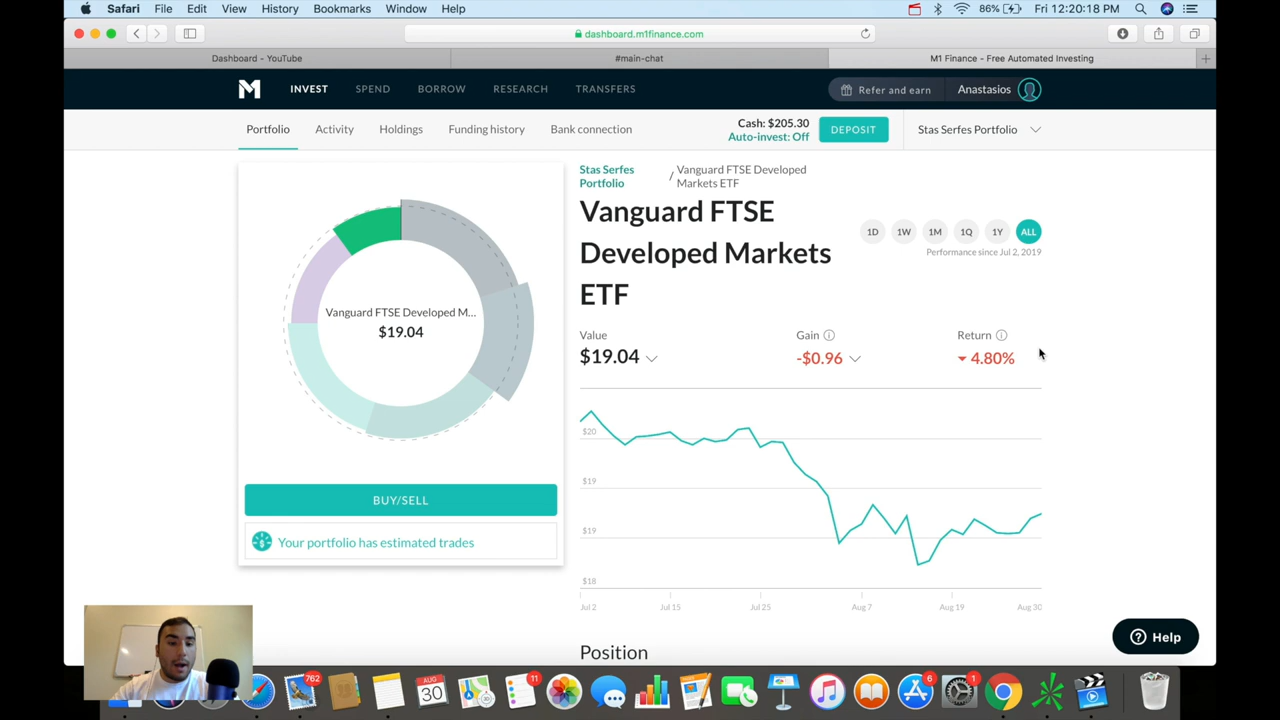 Safari File Edit View History Bookmarks Window Help 86% Fri 12:20:18 PM
dashboard.m1finance.com
Dashboard - YouTube #main-chat M1 Finance - Free Automated Investing +
M INVEST SPEND BORROW RESEARCH TRANSFERS Refer and earn Anastasios
Portfolio Activity Holdings Funding history Bank connection Cash: $205.30 DEPOSIT Stas Serfes Portfolio
Auto-invest: Off
Stas Serfes / Vanguard FTSE Developed
Portfolio Markets ETF
Vanguard FTSE
Developed Markets
ETF
1D 1W 1M 1Q 1Y ALL
Performance since Jul 2, 2019
Vanguard FTSE Developed M...
$19.04
Value Gain Return
$19.04 -$0.96 4.80%
$20
$19
$19
$18
Jul 2 Jul 15 Jul 25 Aug 7 Aug 19 Aug 30
BUY/SELL
Your portfolio has estimated trades
Position
Help
762 AUG 11 6 1
30